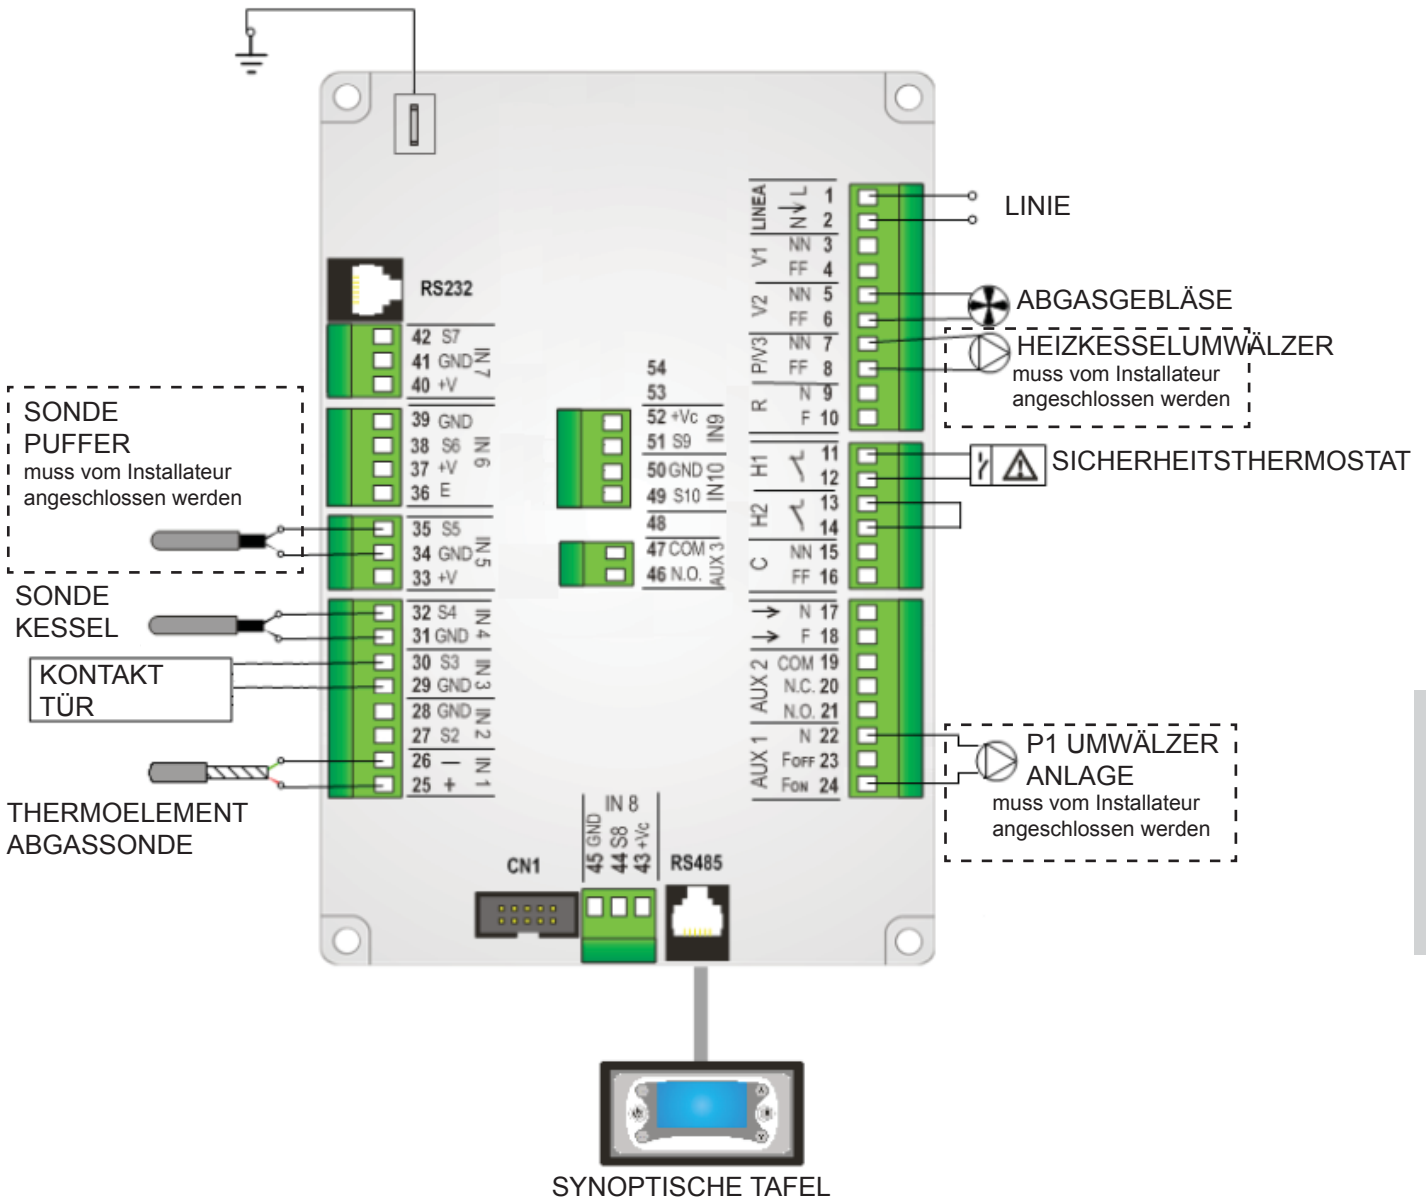 LINEA
L
N
1
2
LINIE
V1
NN 3
FF 4
V2
NN 5
FF 6
ABGASGEBLÄSE
P/V3
NN 7
FF 8
HEIZKESSELUMWÄLZER
muss vom Installateur
angeschlossen werden
R
N 9
F 10
H1
11
12
SICHERHEITSTHERMOSTAT
H2
13
14
C
NN 15
FF 16
N 17
F 18
AUX 2
COM 19
N.C. 20
N.O. 21
AUX 1
N 22
FOFF 23
FON 24
P1 UMWÄLZER
ANLAGE
muss vom Installateur
angeschlossen werden
RS232
42 S7
41 GND
40 +V
IN 7
39 GND
38 S6
37 +V
36 E
IN 6
SONDE
PUFFER
muss vom Installateur
angeschlossen werden
35 S5
34 GND
33 +V
IN 5
SONDE
KESSEL
32 S4
31 GND
IN 4
KONTAKT
TÜR
30 S3
29 GND
IN 3
28 GND
27 S2
IN 2
26 —
25 +
IN 1
THERMOELEMENT
ABGASSONDE
54
53
52 +Vc
51 S9
IN9
50 GND
49 S10
IN10
48
47 COM
46 N.O.
AUX 3
IN 8
45 GND
44 S8
43 +Vc
CN1
RS485
SYNOPTISCHE TAFEL